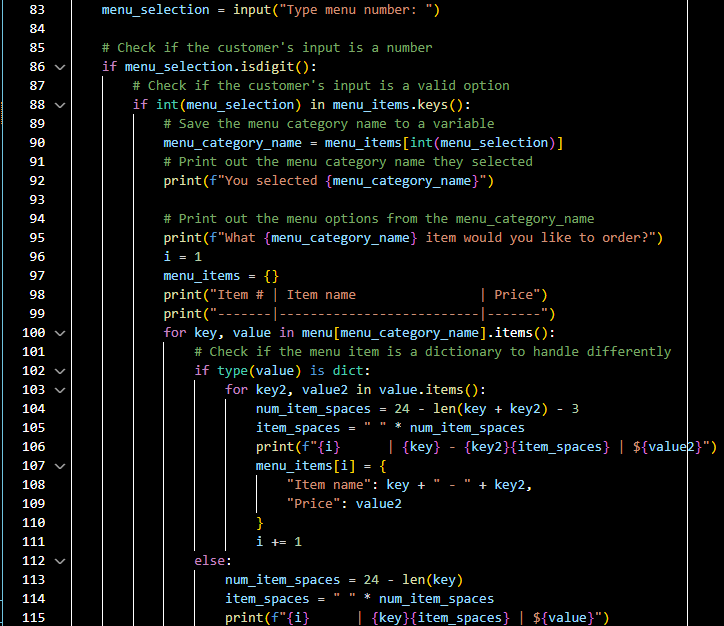 83 menu_selection = input("Type menu number: ")
84
85 # Check if the customer's input is a number
86 if menu_selection.isdigit():
87 # Check if the customer's input is a valid option
88 if int(menu_selection) in menu_items.keys():
89 # Save the menu category name to a variable
90 menu_category_name = menu_items[int(menu_selection)]
91 # Print out the menu category name they selected
92 print(f"You selected {menu_category_name}")
93
94 # Print out the menu options from the menu_category_name
95 print(f"What {menu_category_name} item would you like to order?")
96 i = 1
97 menu_items = {}
98 print("Item # | Item name                | Price")
99 print("-------|--------------------------|-------")
100 for key, value in menu[menu_category_name].items():
101 # Check if the menu item is a dictionary to handle differently
102 if type(value) is dict:
103 for key2, value2 in value.items():
104 num_item_spaces = 24 - len(key + key2) - 3
105 item_spaces = " " * num_item_spaces
106 print(f"{i}      | {key} - {key2}{item_spaces} | ${value2}")
107 menu_items[i] = {
108 "Item name": key + " - " + key2,
109 "Price": value2
110 }
111 i += 1
112 else:
113 num_item_spaces = 24 - len(key)
114 item_spaces = " " * num_item_spaces
115 print(f"{i}      | {key}{item_spaces} | ${value}")